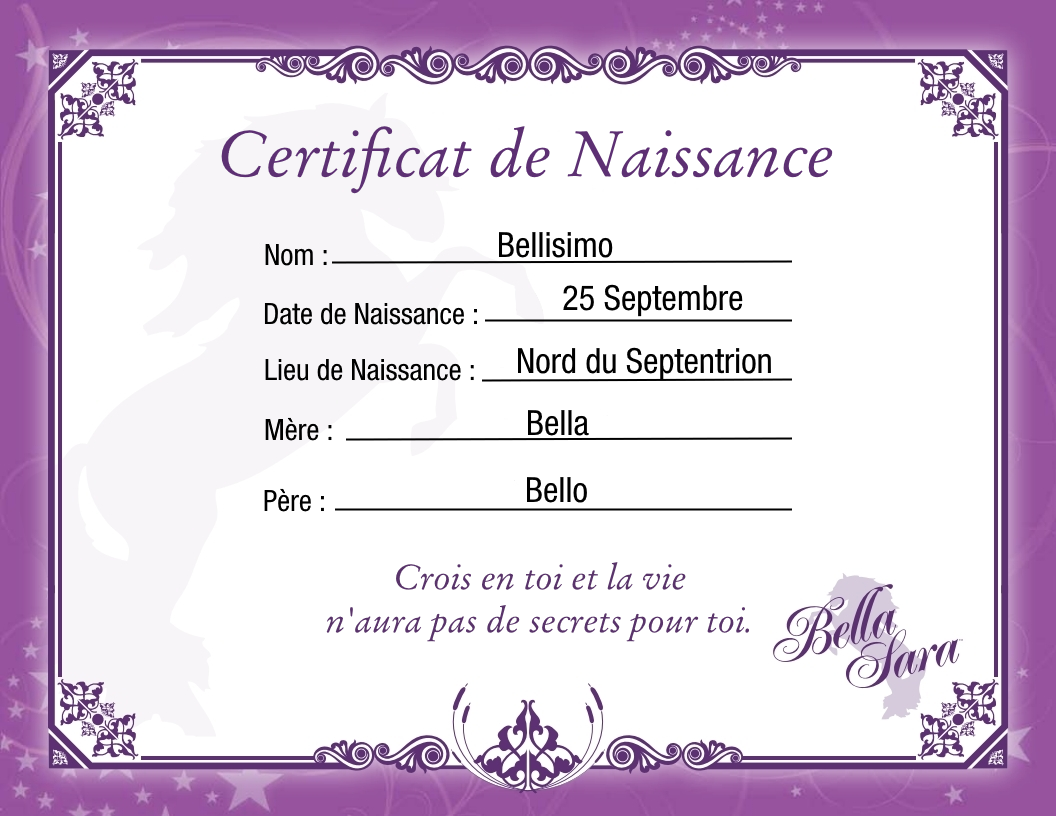 Certificat de Naissance
Nom : Bellisimo
Date de Naissance : 25 Septembre
Lieu de Naissance : Nord du Septentrion
Mère : Bella
Père : Bello
Crois en toi et la vie
n'aura pas de secrets pour toi.
Bella
Sara